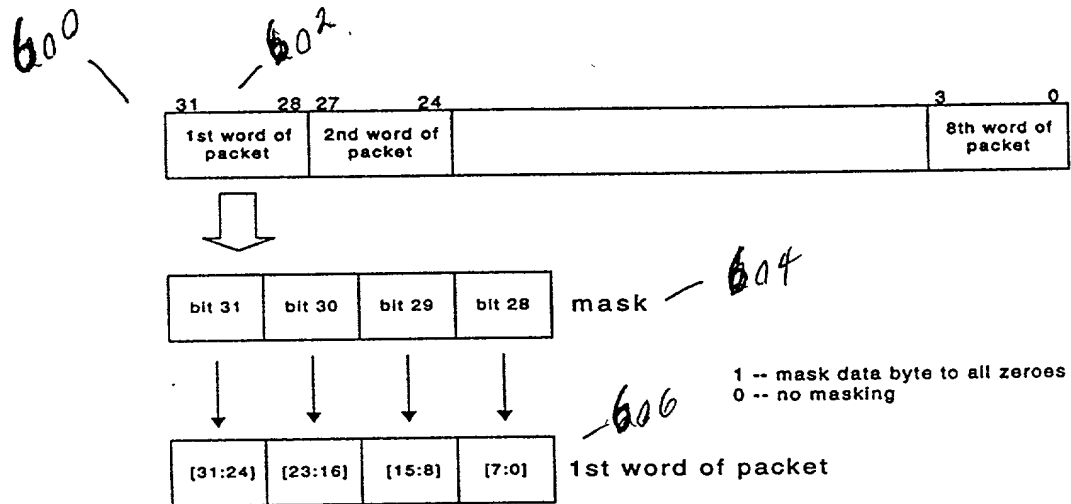 600
602
31 28 27 24 3 0
1st word of packet 2nd word of packet 8th word of packet
bit 31 bit 30 bit 29 bit 28 mask 604
1 -- mask data byte to all zeroes
0 -- no masking
606
[31:24] [23:16] [15:8] [7:0] 1st word of packet